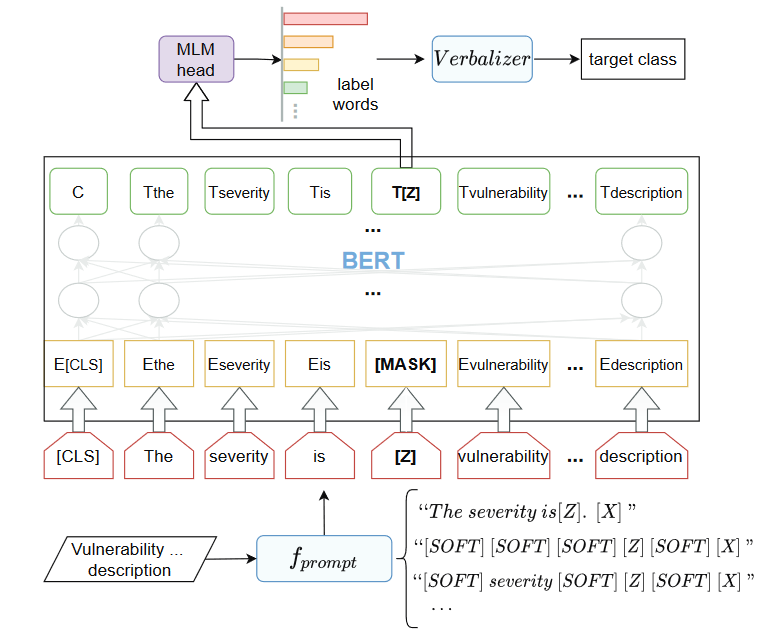 MLM
head
label
words
Verbalizer
target class
C
Tthe
Tseverity
Tis
T[Z]
Tvulnerability
...
Tdescription
...
BERT
...
E[CLS]
Ethe
Eseverity
Eis
[MASK]
Evulnerability
...
Edescription
[CLS]
The
severity
is
[Z]
vulnerability
...
description
Vulnerability ...
description
fprompt
“The severity is[Z]. [X] ”
“[SOFT] [SOFT] [SOFT] [Z] [SOFT] [X] ”
“[SOFT] severity [SOFT] [Z] [SOFT] [X] ”
...